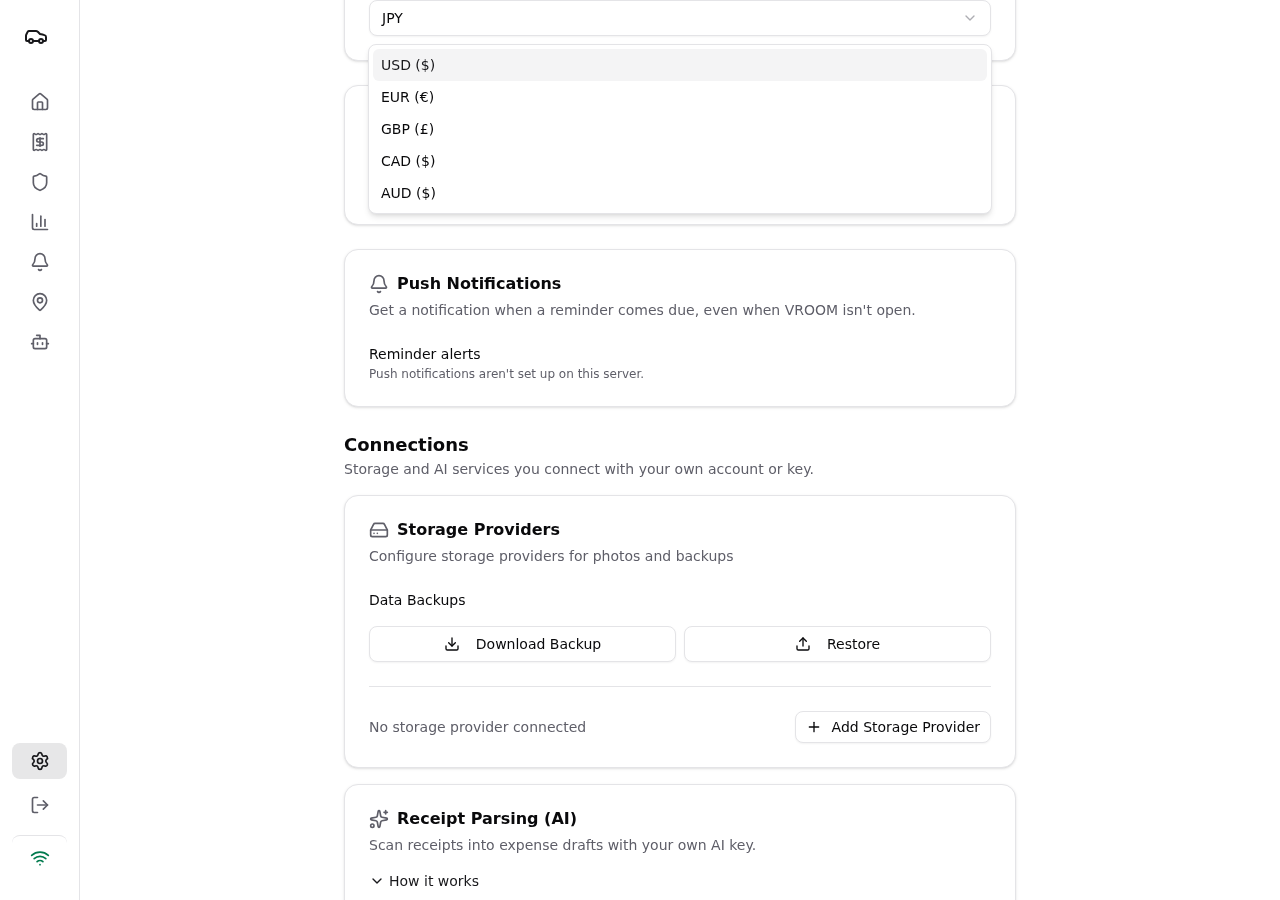 JPY
USD ($)
EUR (€)
GBP (£)
CAD ($)
AUD ($)
Push Notifications
Get a notification when a reminder comes due, even when VROOM isn't open.
Reminder alerts
Push notifications aren't set up on this server.
Connections
Storage and AI services you connect with your own account or key.
Storage Providers
Configure storage providers for photos and backups
Data Backups
Download Backup
Restore
No storage provider connected
Add Storage Provider
Receipt Parsing (AI)
Scan receipts into expense drafts with your own AI key.
How it works